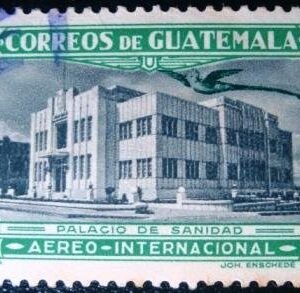 CORREOS DE GUATEMALA
PALACIO DE SANIDAD
AEREO-INTERNACIONAL
JOH. ENSCHEDÉ